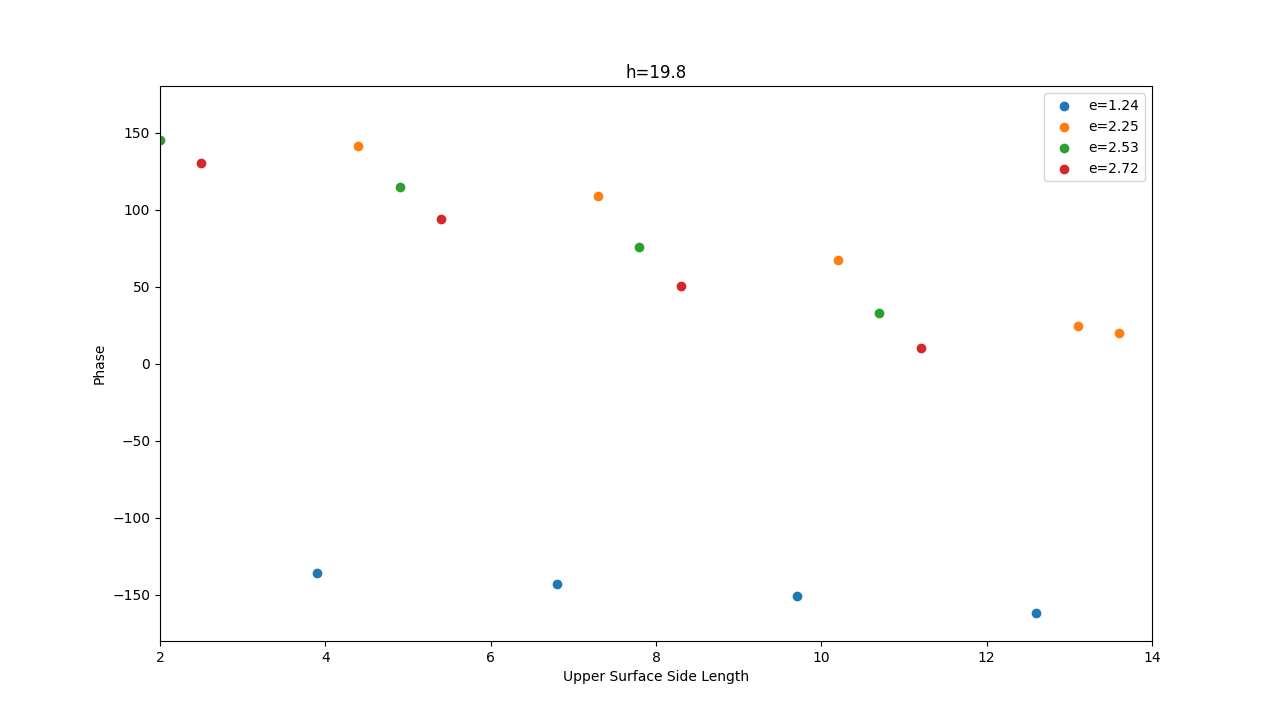 h=19.8
e=1.24
e=2.25
e=2.53
e=2.72
150
100
50
0
−50
−100
−150
Phase
2 4 6 8 10 12 14
Upper Surface Side Length